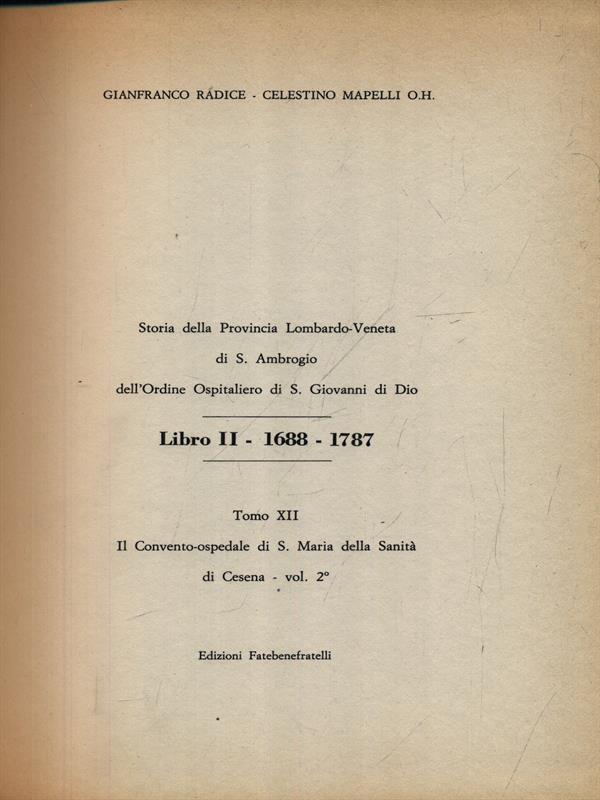 GIANFRANCO RADICE - CELESTINO MAPELLI O.H.
Storia della Provincia Lombardo-Veneta
di S. Ambrogio
dell'Ordine Ospitaliero di S. Giovanni di Dio
Libro II - 1688 - 1787
Tomo XII
Il Convento-ospedale di S. Maria della Sanità
di Cesena - vol. 2°
Edizioni Fatebenefratelli